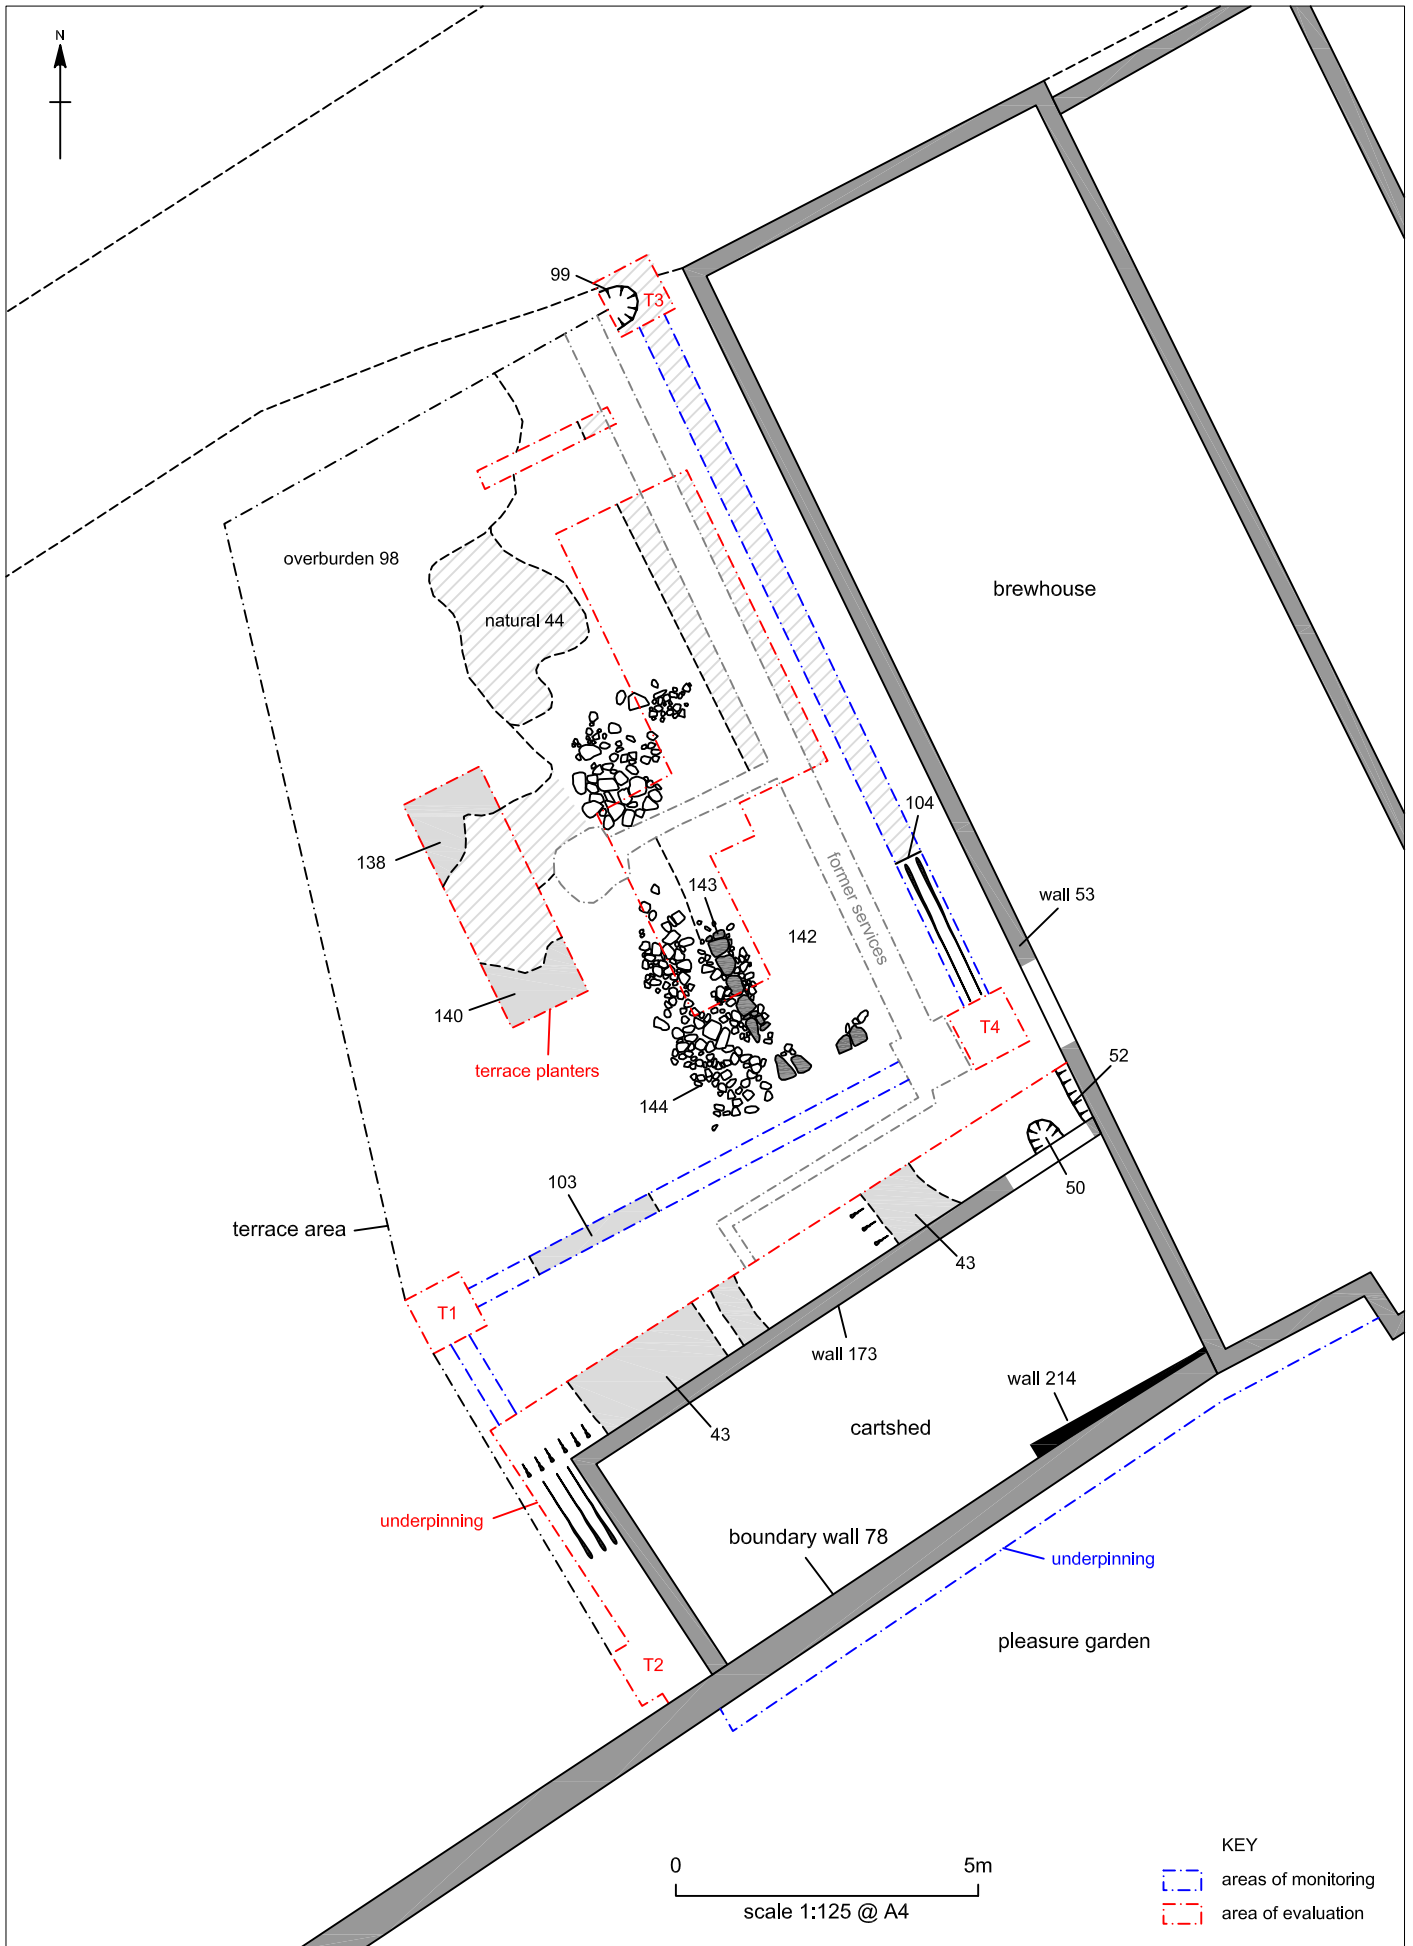 N
99
T3
overburden 98
brewhouse
natural 44
104
138
143
former services
wall 53
142
140
T4
52
terrace planters
144
50
103
terrace area
43
T1
wall 173
wall 214
43
cartshed
underpinning
boundary wall 78
underpinning
pleasure garden
T2
KEY
0 5m
areas of monitoring
scale 1:125 @ A4
area of evaluation